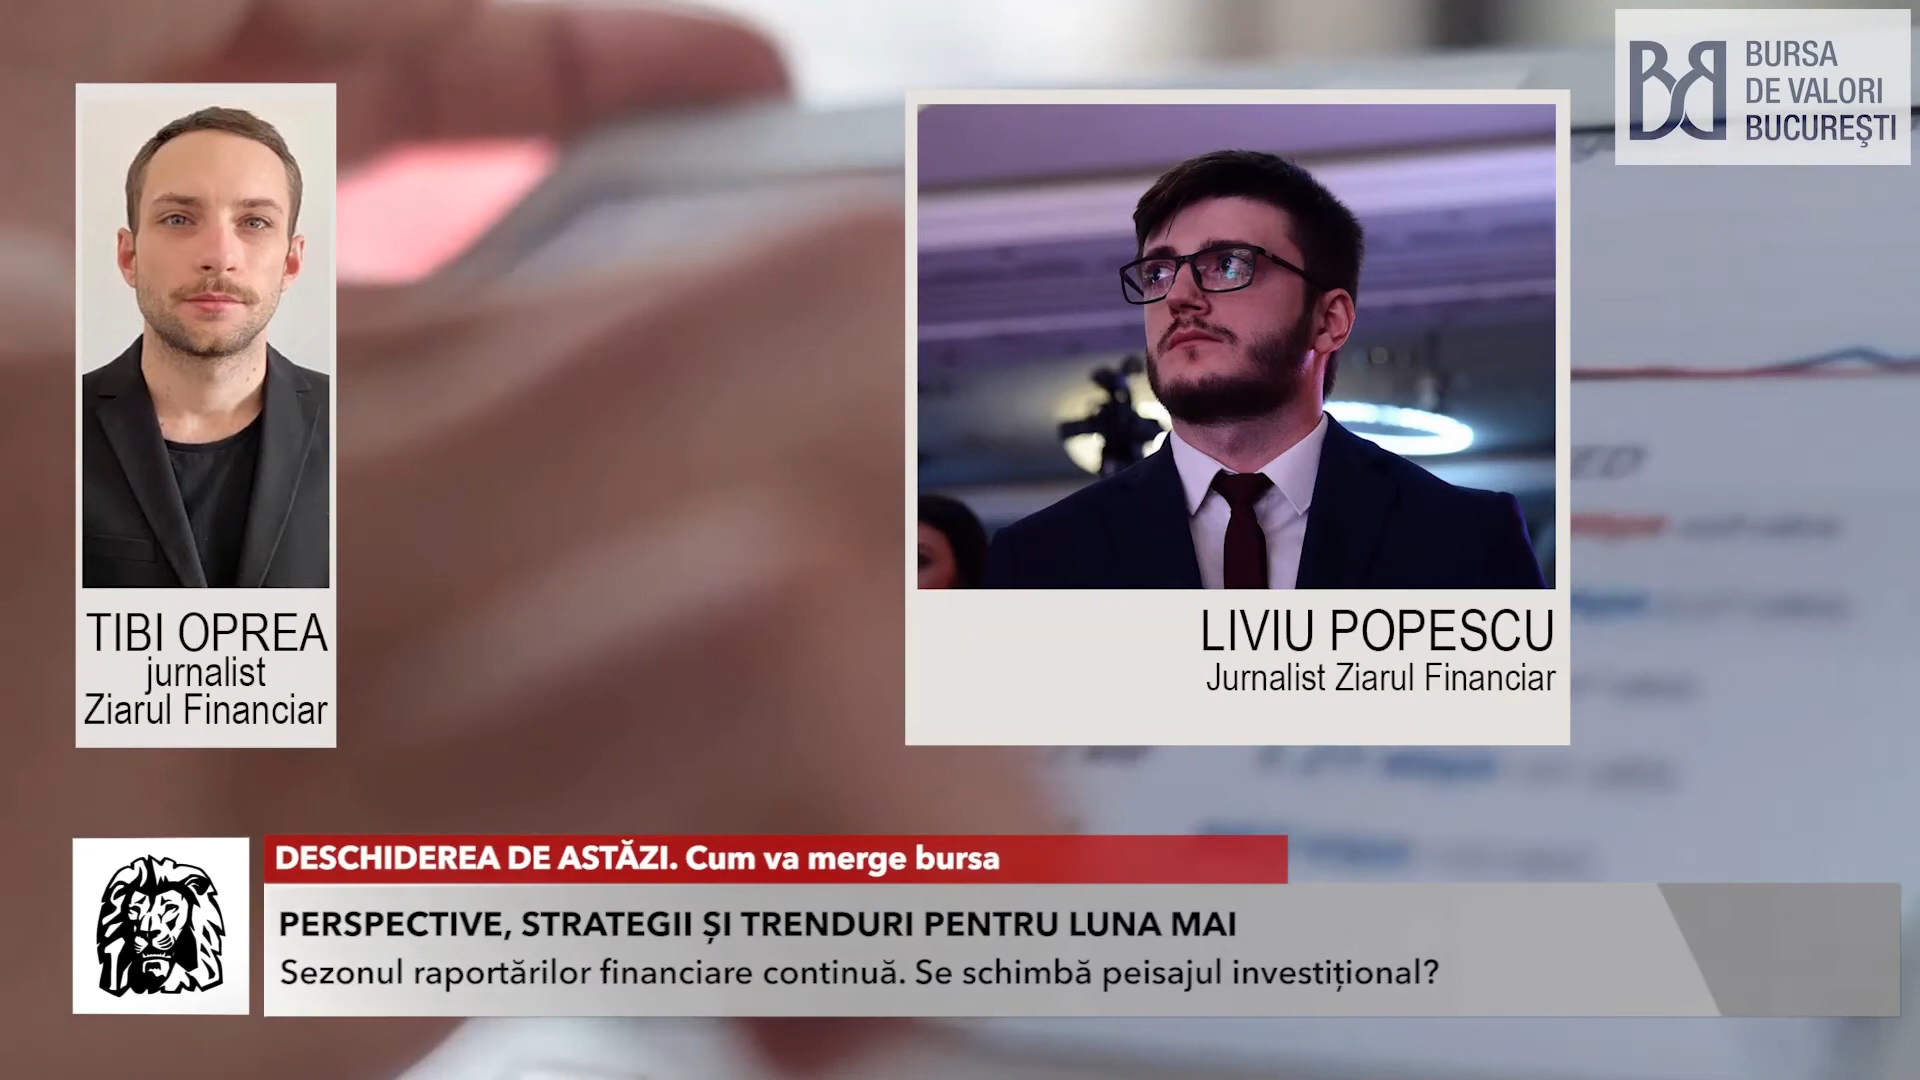 BURSA
DE VALORI
BUCUREŞTI
TIBI OPREA
jurnalist
Ziarul Financiar
LIVIU POPESCU
Jurnalist Ziarul Financiar
DESCHIDEREA DE ASTĂZI. Cum va merge bursa
PERSPECTIVE, STRATEGII ȘI TRENDURI PENTRU LUNA MAI
Sezonul raportărilor financiare continuă. Se schimbă peisajul investițional?